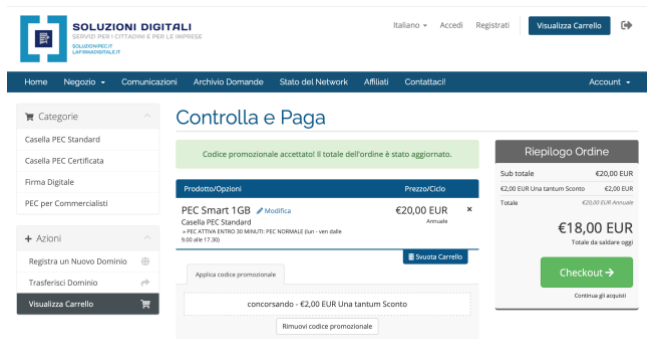 SOLUZIONI DIGITALI
SERVIZI PER I CITTADINI E PER LE IMPRESE
SOLUZIONIPEC.IT
LAFIRMADIGITALE.IT
Italiano
Accedi
Registrati
Visualizza Carrello
Home
Negozio
Comunicazioni
Archivio Domande
Stato del Network
Affiliati
Contattaci!
Account
Categorie
Casella PEC Standard
Casella PEC Certificata
Firma Digitale
PEC per Commercialisti
Azioni
Registra un Nuovo Dominio
Trasferisci Dominio
Visualizza Carrello
Controlla e Paga
Codice promozionale accettato! Il totale dell'ordine è stato aggiornato.
Prodotto/Opzioni
Prezzo/Ciclo
PEC Smart 1GB Modifica
€20,00 EUR
Casella PEC Standard
Annuale
» PEC ATTIVA ENTRO 30 MINUTI: PEC NORMALE (lun - ven dalle
9.00 alle 17.30)
Svuota Carrello
Applica codice promozionale
concorsando - €2,00 EUR Una tantum Sconto
Rimuovi codice promozionale
Riepilogo Ordine
Sub totale €20,00 EUR
€2,00 EUR Una tantum Sconto €2,00 EUR
Totale €20,00 EUR Annuale
€18,00 EUR
Totale da saldare oggi
Checkout
Continua gli acquisti